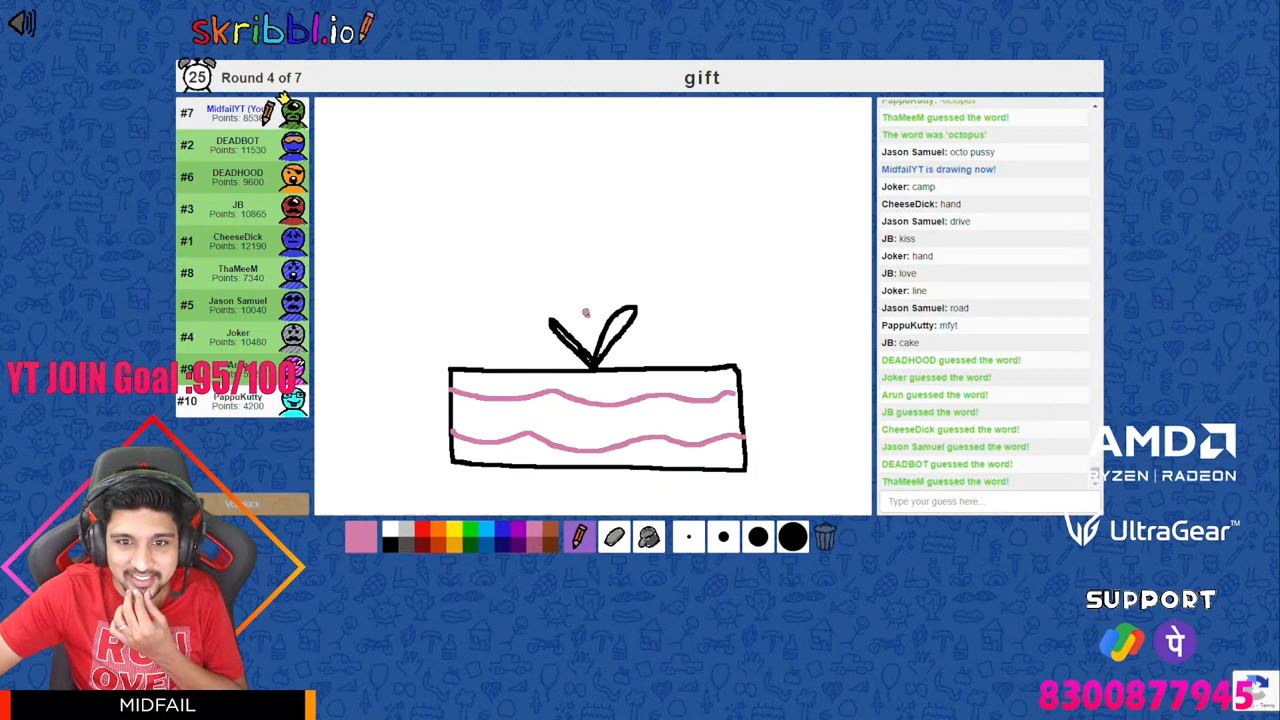 skribbl.io
25
Round 4 of 7
gift
#7
MidfailYT (You)
Points: 8536
#2
DEADBOT
Points: 11530
#6
DEADHOOD
Points: 9600
#3
JB
Points: 10865
#1
CheeseDick
Points: 12190
#8
ThaMeeM
Points: 7340
#5
Jason Samuel
Points: 10040
#4
Joker
Points: 10480
YT JOIN Goal .95/100
#10
PappuKutty
Points: 4200
PappuKutty: -octopus
ThaMeeM guessed the word!
The word was 'octopus'
Jason Samuel: octo pussy
MidfailYT is drawing now!
Joker: camp
CheeseDick: hand
Jason Samuel: drive
JB: kiss
Joker: hand
JB: love
Joker: line
Jason Samuel: road
PappuKutty: mfyt
JB: cake
DEADHOOD guessed the word!
Joker guessed the word!
Arun guessed the word!
JB guessed the word!
CheeseDick guessed the word!
Jason Samuel guessed the word!
DEADBOT guessed the word!
ThaMeeM guessed the word!
Type your guess here...
AMD
RYZEN | RADEON
UltraGear™
SUPPORT
पे
8300877945
MIDFAIL